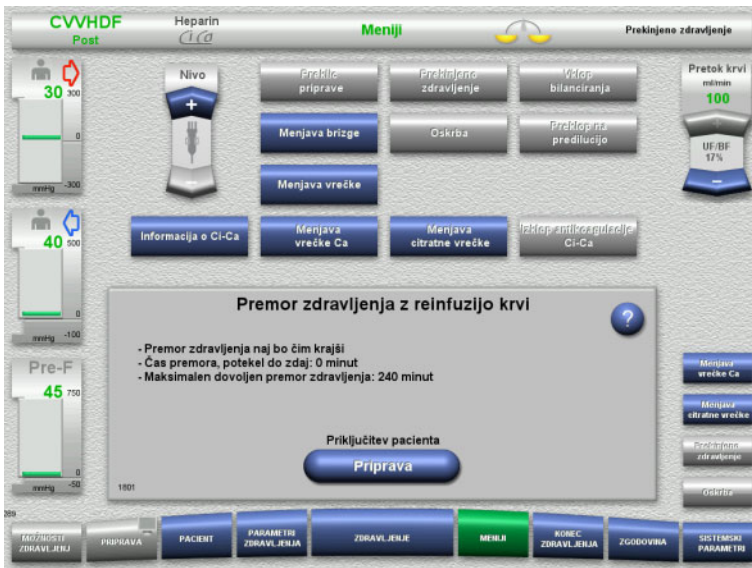 CVVHDF
Post
Heparin
Ci Ca
Meniji
Prekinjeno zdravljenje
30
300
0
mmHg
-300
Nivo
+
−
Preklic
priprave
Prekinjeno
zdravljenje
Vklop
bilanciranja
Menjava brizge
Oskrba
Preklop na
predilucijo
Menjava vrečke
Pretok krvi
ml/min
100
+
UF/BF
17%
−
40
500
0
mmHg
-100
Informacija o Ci-Ca
Menjava
vrečke Ca
Menjava
citratne vrečke
Izklop antikoagulacije
Ci-Ca
Premor zdravljenja z reinfuzijo krvi
?
- Premor zdravljenja naj bo čim krajši
- Čas premora, potekel do zdaj: 0 minut
- Maksimalen dovoljen premor zdravljenja: 240 minut
Priključitev pacienta
Priprava
1801
Pre-F
45
750
0
mmHg
-50
Menjava
vrečke Ca
Menjava
citratne vrečke
Prekinjeno
zdravljenje
Oskrba
289
MOŽNOSTI
ZDRAVLJENJ
PRIPRAVA
PACIENT
PARAMETRI
ZDRAVLJENJA
ZDRAVLJENJE
MENIJI
KONEC
ZDRAVLJENJA
ZGODOVINA
SISTEMSKI
PARAMETRI